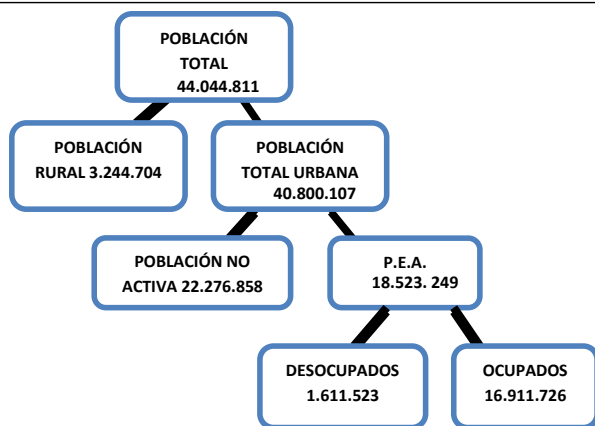 POBLACIÓN
TOTAL
44.044.811
POBLACIÓN
RURAL 3.244.704
POBLACIÓN
TOTAL URBANA
40.800.107
POBLACIÓN NO
ACTIVA 22.276.858
P.E.A.
18.523. 249
DESOCUPADOS
1.611.523
OCUPADOS
16.911.726